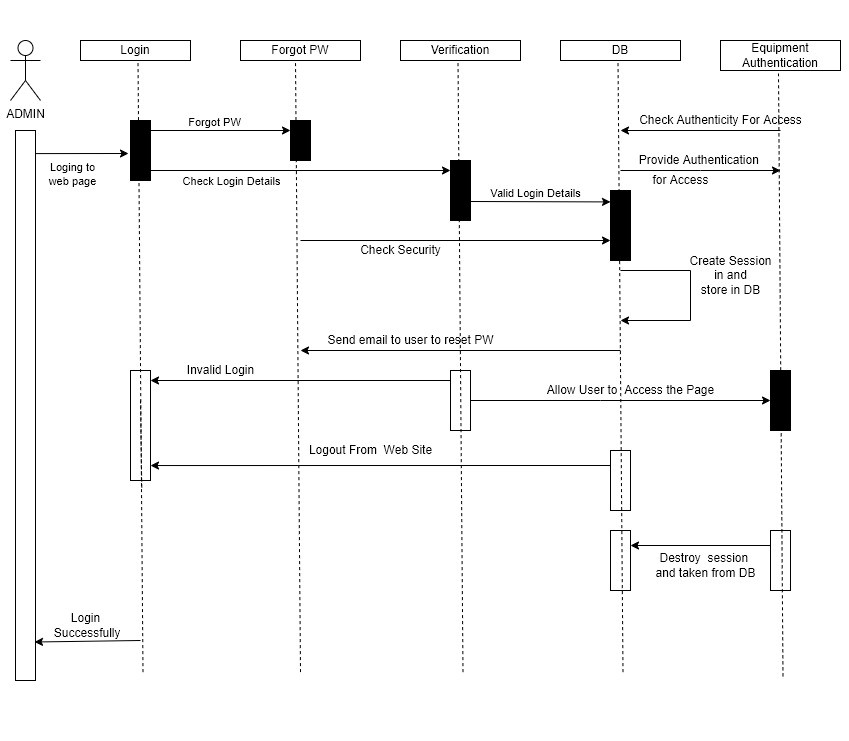 Login
Forgot PW
Verification
DB
Equipment
Authentication
ADMIN
Forgot PW
Check Authenticity For Access
Loging to
web page
Check Login Details
Provide Authentication
for Access
Valid Login Details
Check Security
Create Session
in and
store in DB
Send email to user to reset PW
Invalid Login
Allow User to Access the Page
Logout From Web Site
Destroy session
and taken from DB
Login
Successfully